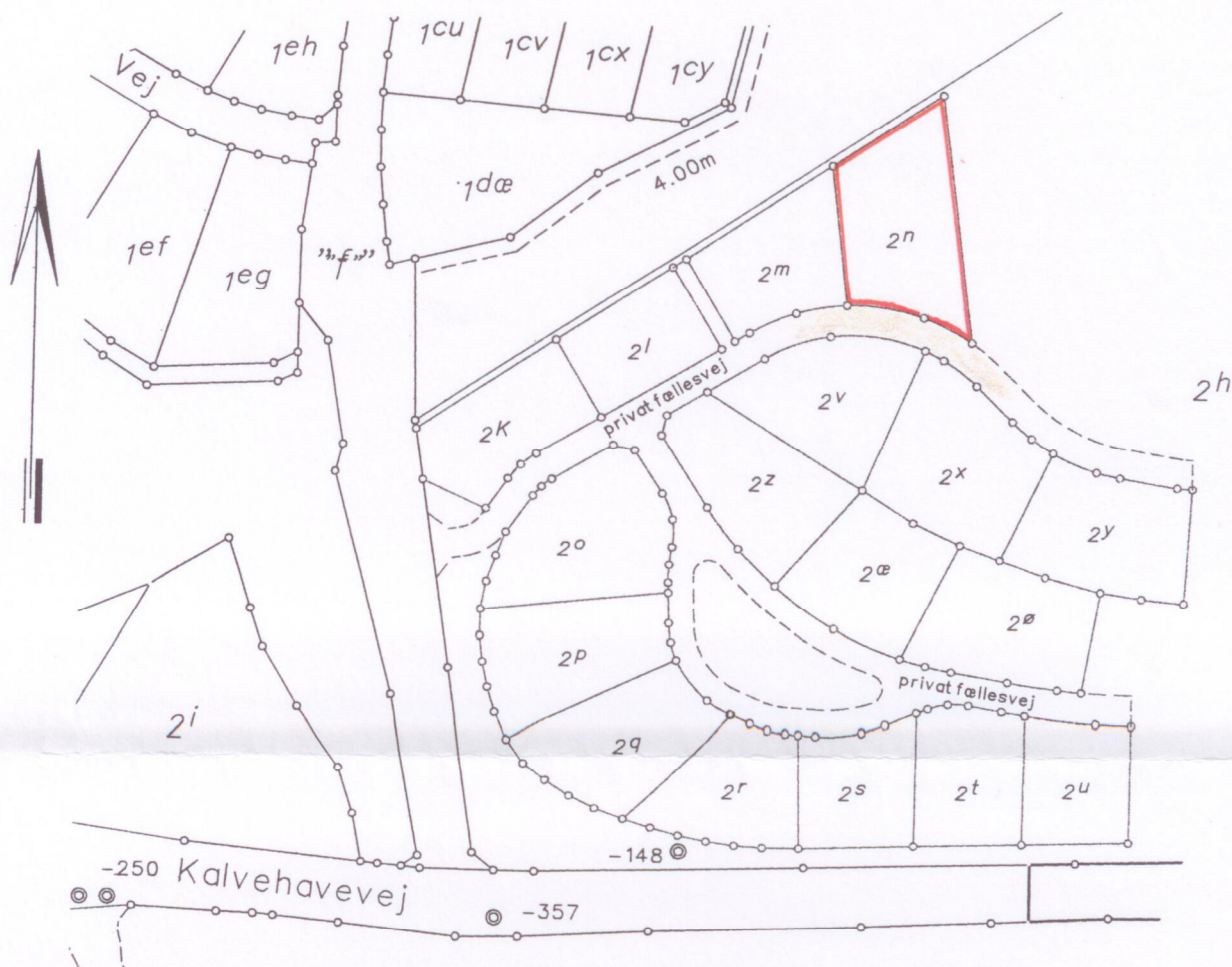 1eh
1cu
1cv
1cx
1cy
Vej
1dæ
4.00m
1ef
1eg
"f"
2n
2m
2h
2l
privat fællesvej
2v
2K
2z
2x
2y
2o
2æ
2ø
2p
privat fællesvej
2i
2q
2r
2s
2t
2u
-148
-250
Kalvehavevej
-357